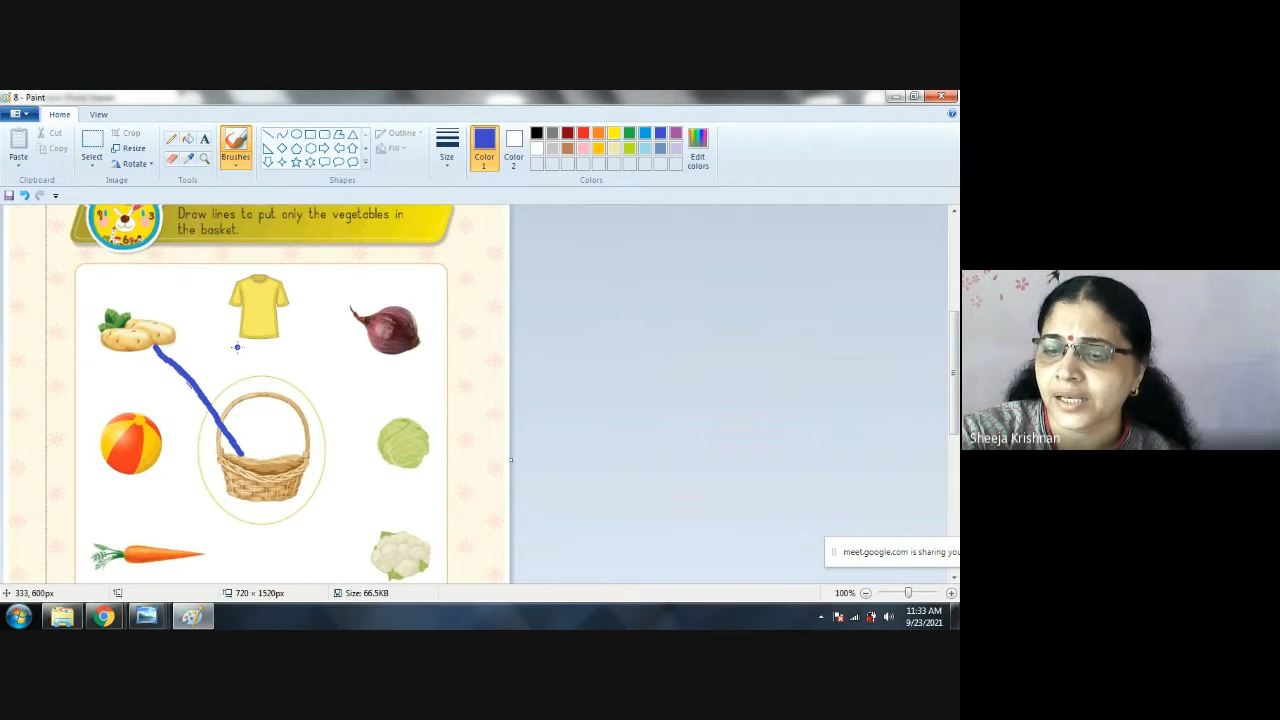 8 - Paint
Home
View
Cut
Copy
Paste
Clipboard
Crop
Resize
Rotate
Select
Image
Tools
Brushes
Outline
Fill
Shapes
Size
Color
1
Color
2
Edit
colors
Colors
Draw lines to put only the vegetables in
the basket.
Sheeja Krishnan
meet.google.com is sharing you
333, 600px
720 × 1520px
Size: 66.5KB
100%
11:33 AM
9/23/2021